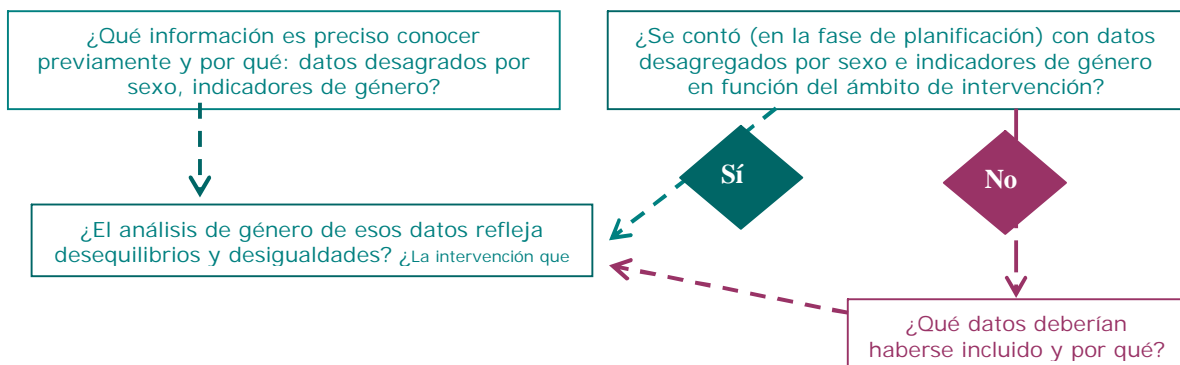 ¿Qué información es preciso conocer
previamente y por qué: datos desagrados por
sexo, indicadores de género?
¿Se contó (en la fase de planificación) con datos
desagregados por sexo e indicadores de género
en función del ámbito de intervención?
Sí
No
¿El análisis de género de esos datos refleja
desequilibrios y desigualdades? ¿La intervención que
¿Qué datos deberían
haberse incluido y por qué?